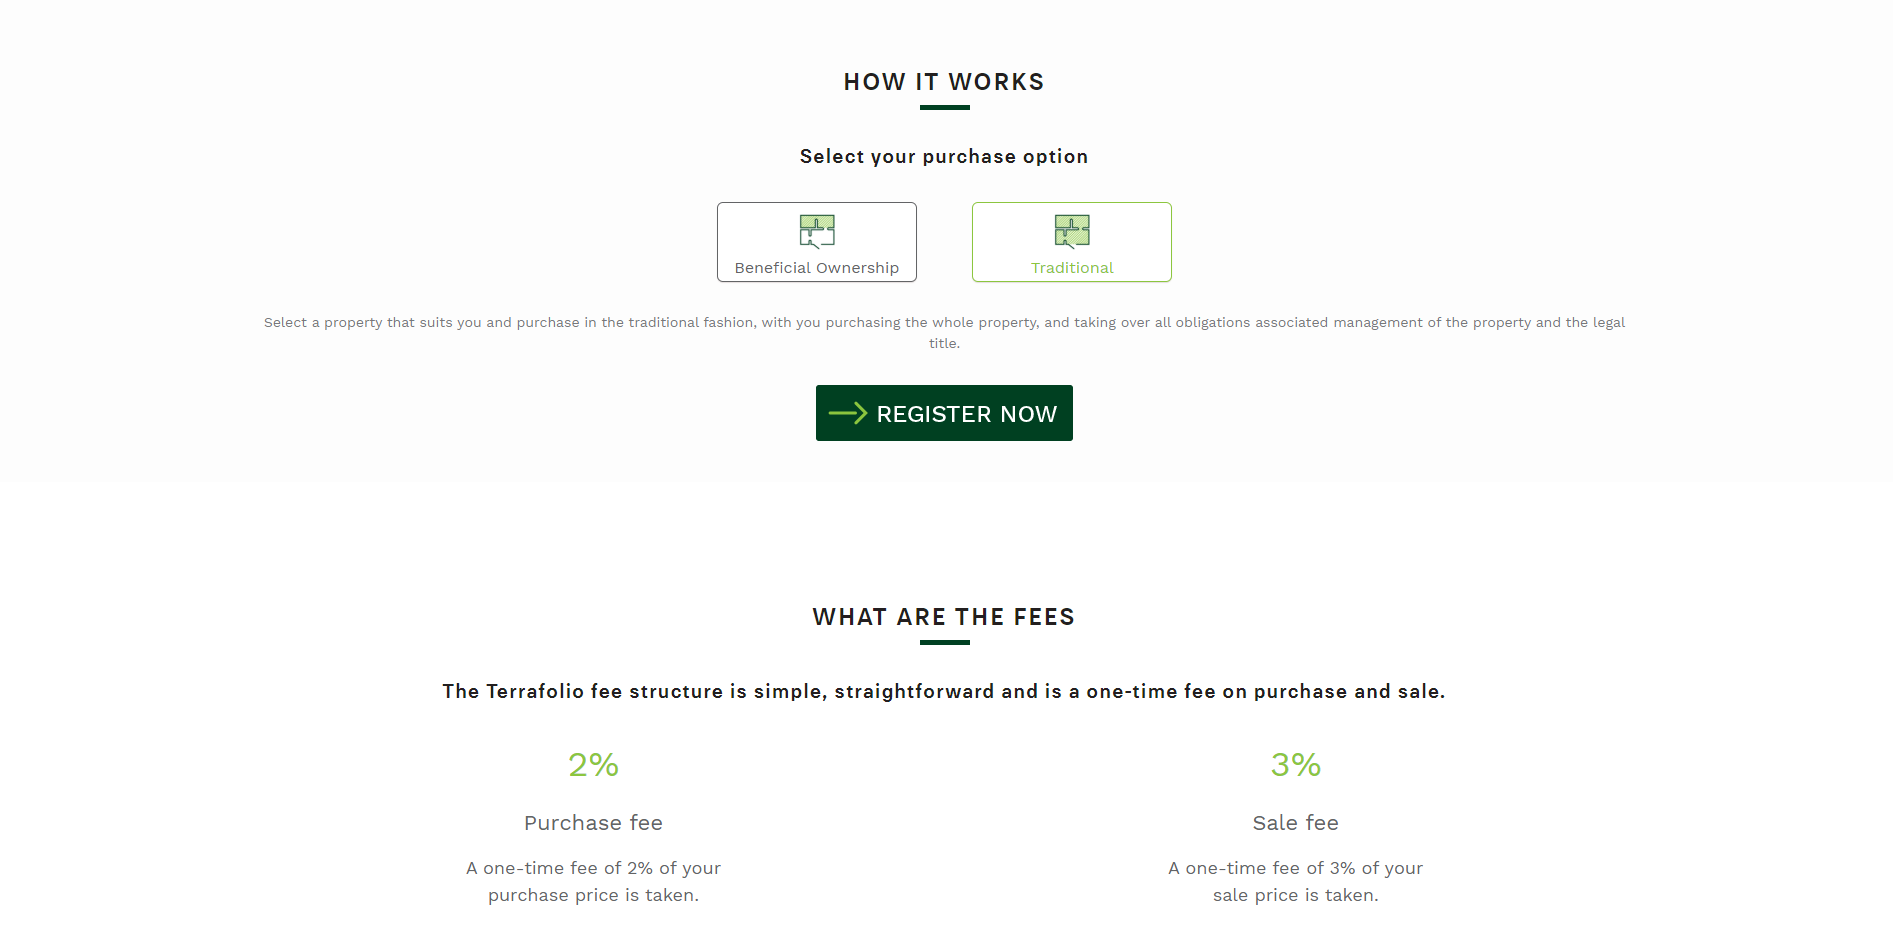 HOW IT WORKS
Select your purchase option
Beneficial Ownership
Traditional
Select a property that suits you and purchase in the traditional fashion, with you purchasing the whole property, and taking over all obligations associated management of the property and the legal
title.
REGISTER NOW
WHAT ARE THE FEES
The Terrafolio fee structure is simple, straightforward and is a one-time fee on purchase and sale.
2%
Purchase fee
A one-time fee of 2% of your
purchase price is taken.
3%
Sale fee
A one-time fee of 3% of your
sale price is taken.